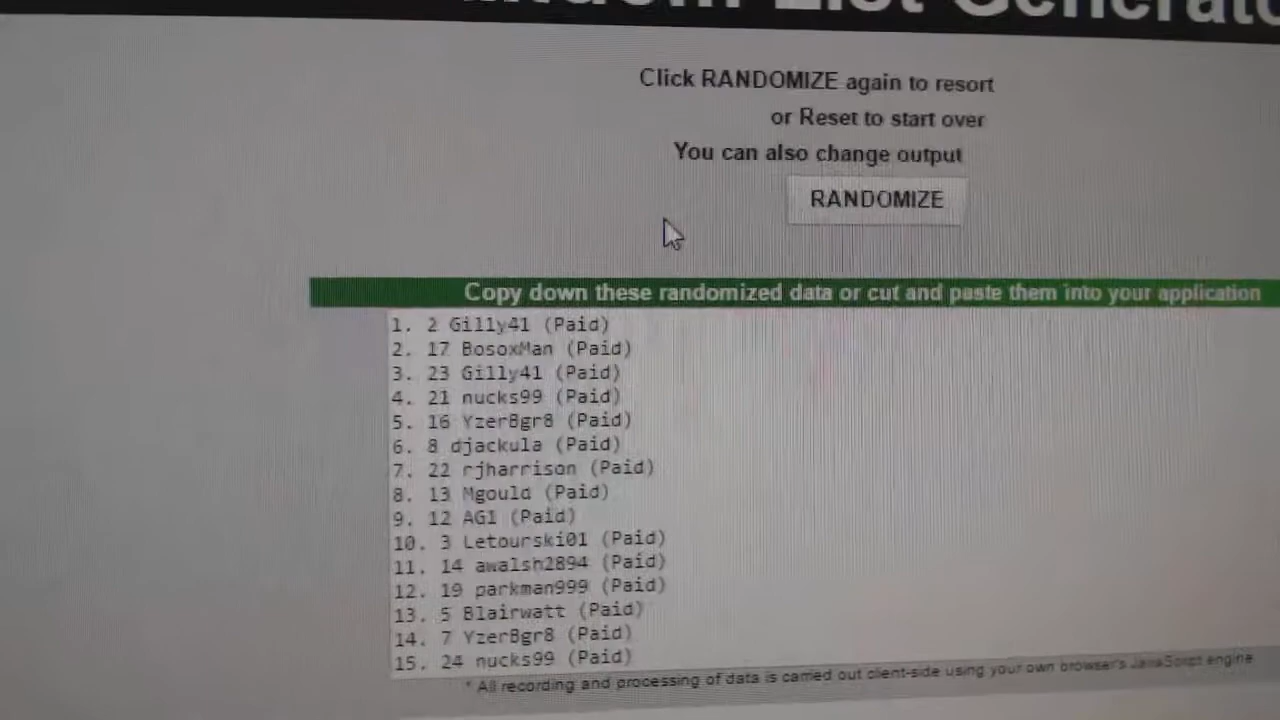 List Generato
Click RANDOMIZE again to resort
or Reset to start over
You can also change output
RANDOMIZE
Copy down these randomized data or cut and paste them into your application
1. 2 Gilly41 (Paid)
2. 17 BosoxMan (Paid)
3. 23 Gilly41 (Paid)
4. 21 nucks99 (Paid)
5. 16 Yzer8gr8 (Paid)
6. 8 djackula (Paid)
7. 22 rjharrison (Paid)
8. 13 Mgould (Paid)
9. 12 AGI (Paid)
10. 3 Letourski01 (Paid)
11. 14 awalsh2894 (Paid)
12. 19 parkman999 (Paid)
13. 5 Blairwatt (Paid)
14. 7 Yzer8gr8 (Paid)
15. 24 nucks99 (Paid)
* All recording and processing of data is carried out client-side using your own browser's JavaScript engine